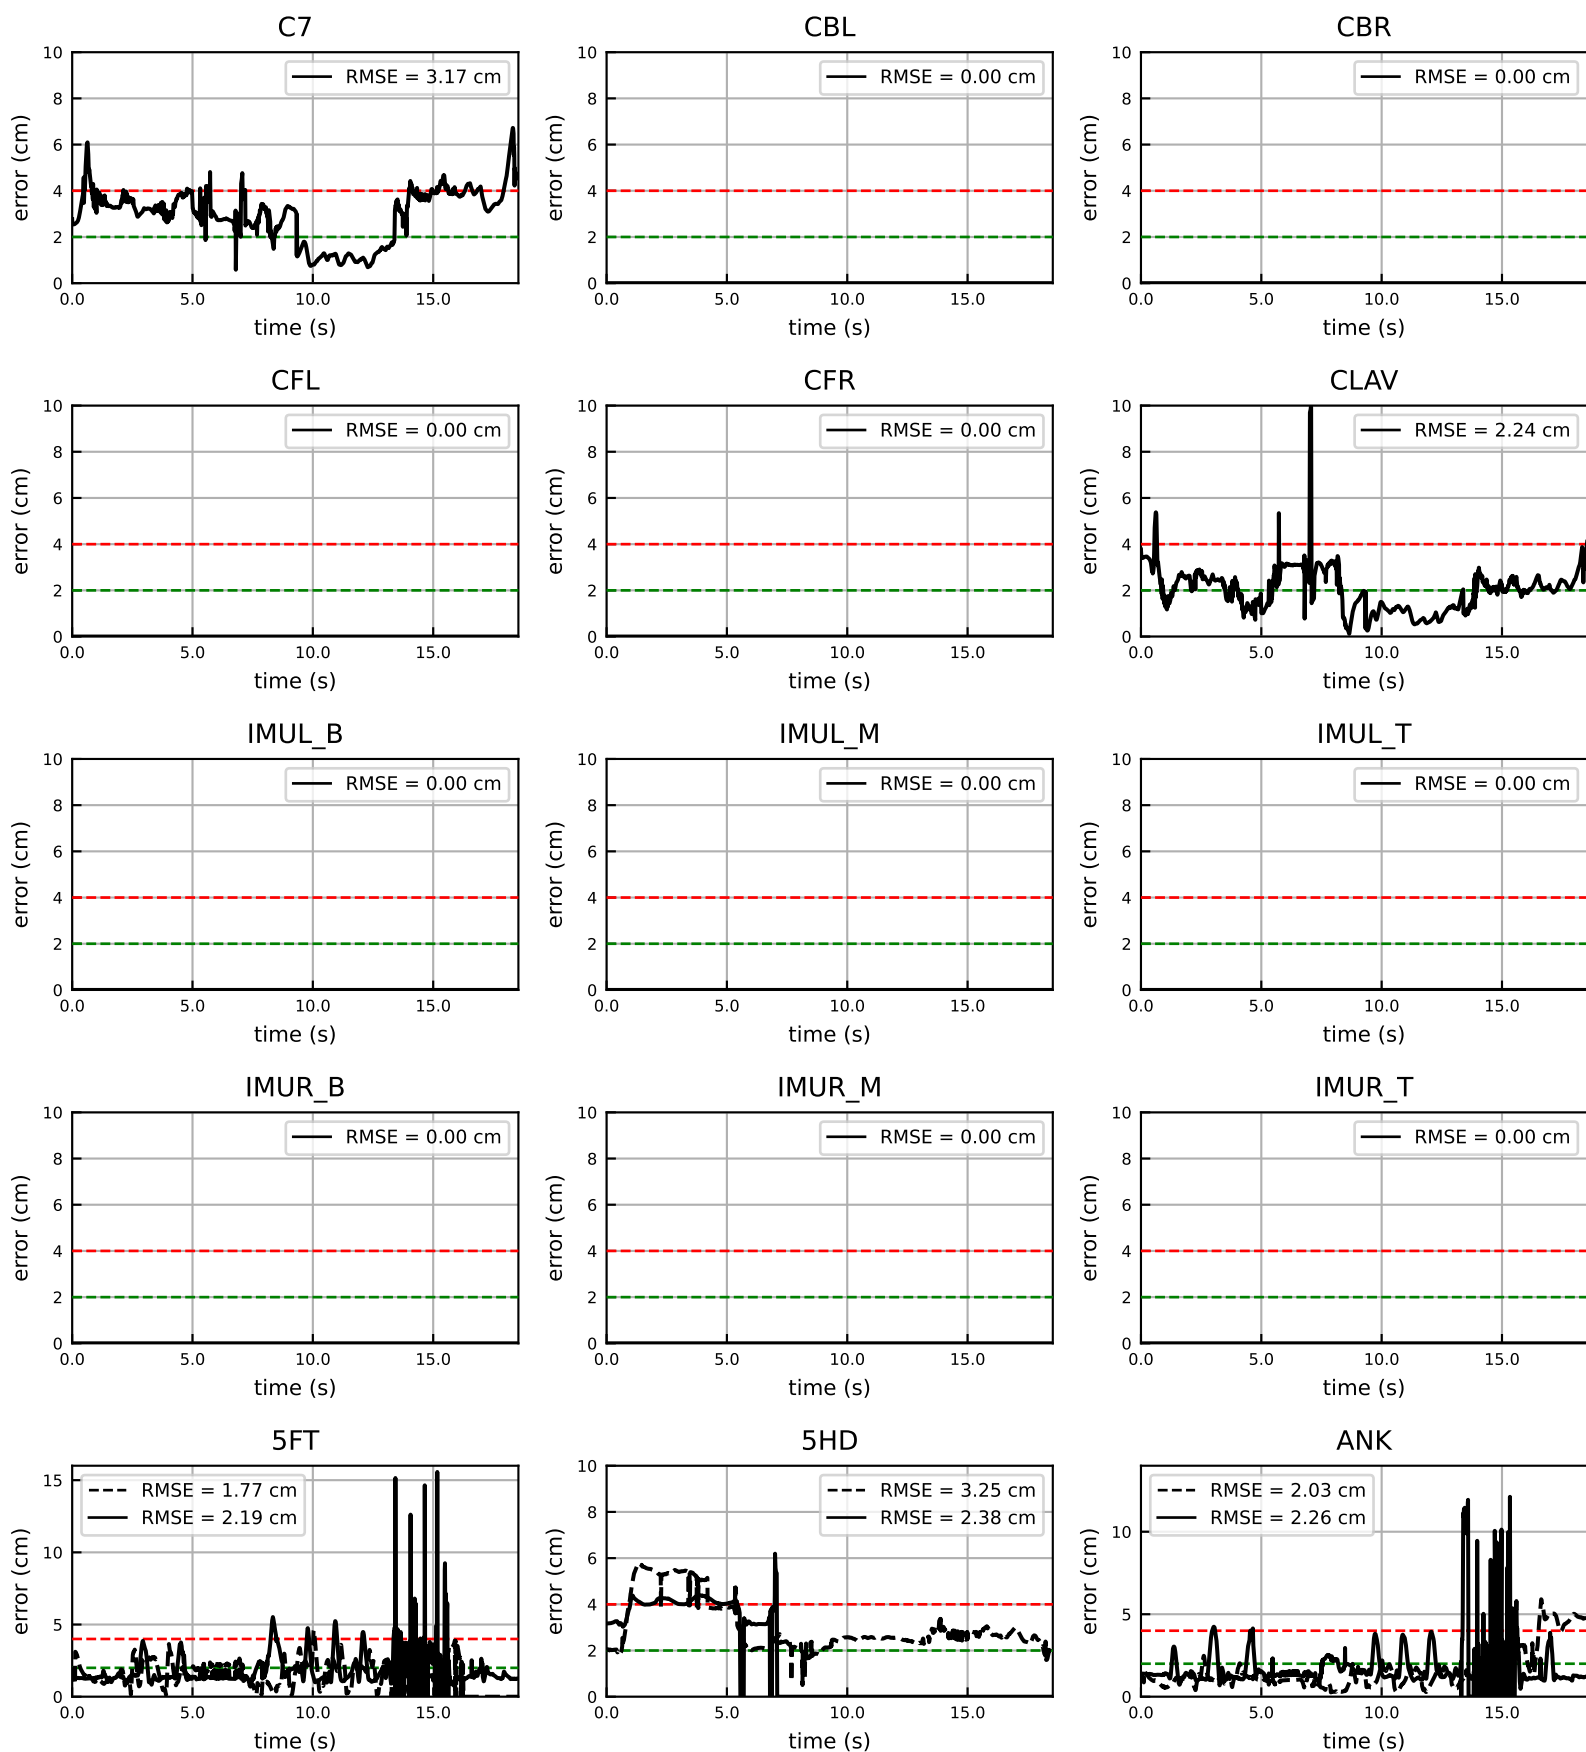 C7
CBL
CBR
10
8
6
4
2
0
error (cm)
RMSE = 3.17 cm
0.0 5.0 10.0 15.0
time (s)
10
8
6
4
2
0
error (cm)
RMSE = 0.00 cm
0.0 5.0 10.0 15.0
time (s)
10
8
6
4
2
0
error (cm)
RMSE = 0.00 cm
0.0 5.0 10.0 15.0
time (s)
CFL
CFR
CLAV
10
8
6
4
2
0
error (cm)
RMSE = 0.00 cm
0.0 5.0 10.0 15.0
time (s)
10
8
6
4
2
0
error (cm)
RMSE = 0.00 cm
0.0 5.0 10.0 15.0
time (s)
10
8
6
4
2
0
error (cm)
RMSE = 2.24 cm
0.0 5.0 10.0 15.0
time (s)
IMUL_B
IMUL_M
IMUL_T
10
8
6
4
2
0
error (cm)
RMSE = 0.00 cm
0.0 5.0 10.0 15.0
time (s)
10
8
6
4
2
0
error (cm)
RMSE = 0.00 cm
0.0 5.0 10.0 15.0
time (s)
10
8
6
4
2
0
error (cm)
RMSE = 0.00 cm
0.0 5.0 10.0 15.0
time (s)
IMUR_B
IMUR_M
IMUR_T
10
8
6
4
2
0
error (cm)
RMSE = 0.00 cm
0.0 5.0 10.0 15.0
time (s)
10
8
6
4
2
0
error (cm)
RMSE = 0.00 cm
0.0 5.0 10.0 15.0
time (s)
10
8
6
4
2
0
error (cm)
RMSE = 0.00 cm
0.0 5.0 10.0 15.0
time (s)
5FT
5HD
ANK
15
10
5
0
error (cm)
RMSE = 1.77 cm
RMSE = 2.19 cm
0.0 5.0 10.0 15.0
time (s)
10
8
6
4
2
0
error (cm)
RMSE = 3.25 cm
RMSE = 2.38 cm
0.0 5.0 10.0 15.0
time (s)
10
5
0
error (cm)
RMSE = 2.03 cm
RMSE = 2.26 cm
0.0 5.0 10.0 15.0
time (s)